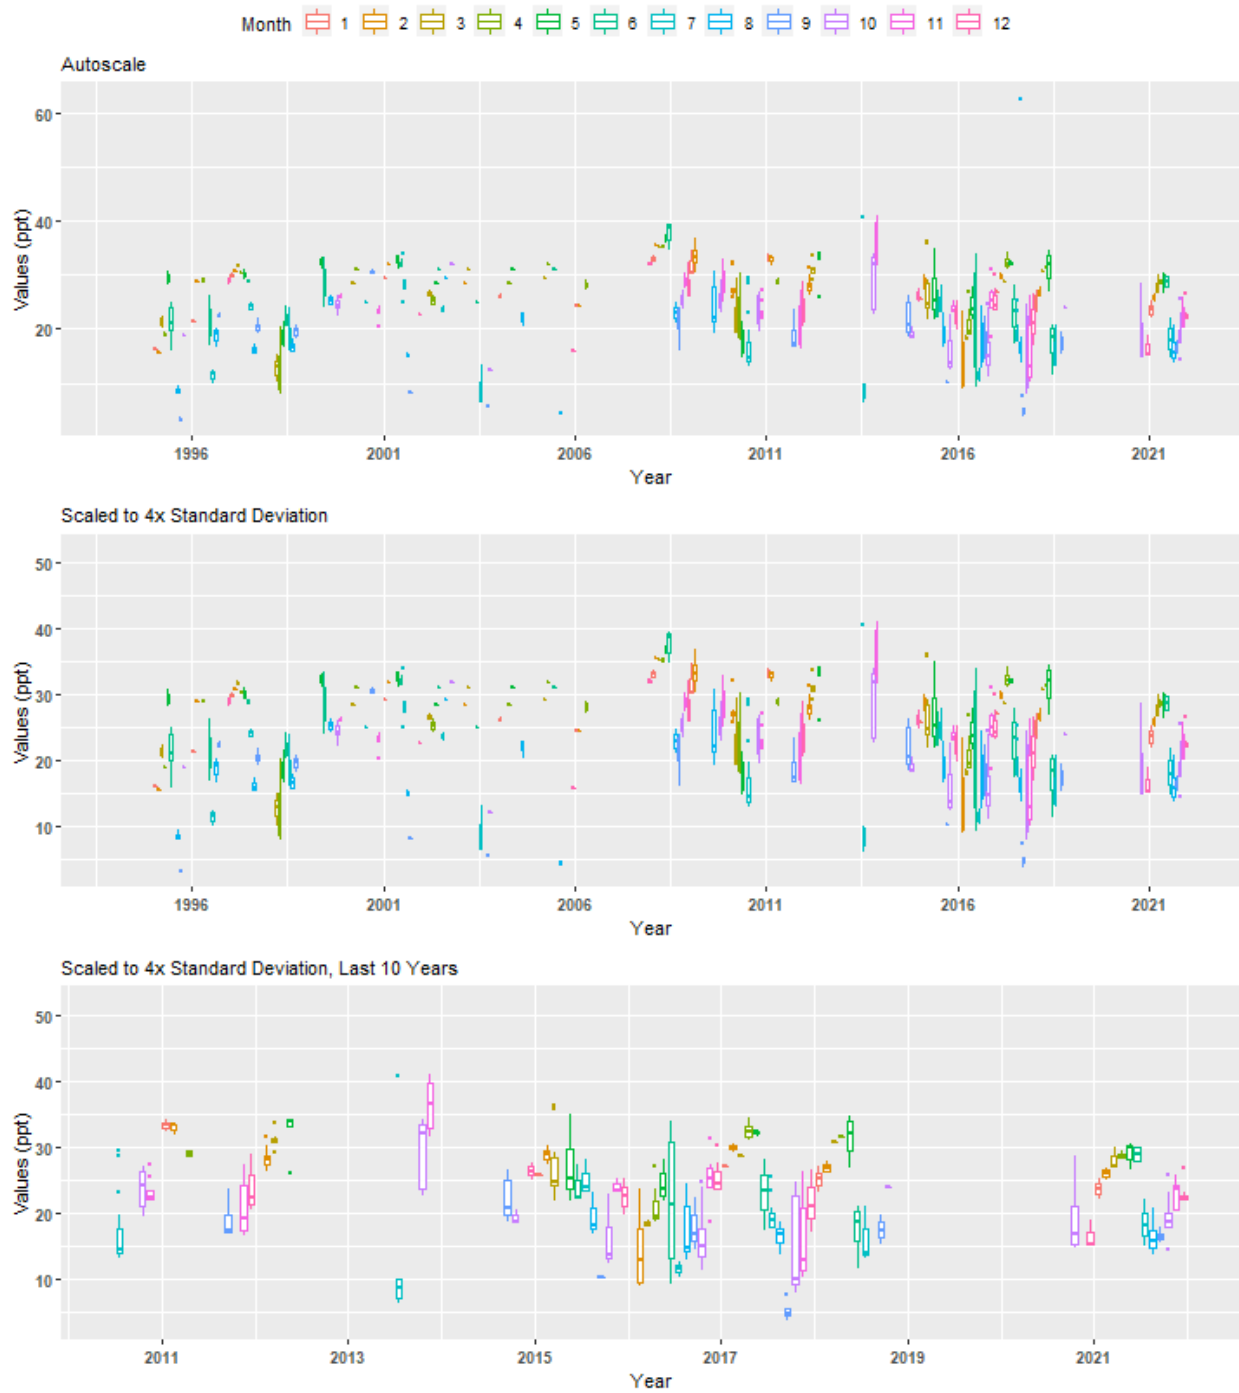 Month 1 2 3 4 5 6 7 8 9 10 11 12
Autoscale
60
40
20
Values (ppt)
1996 2001 2006 2011 2016 2021
Year
Scaled to 4x Standard Deviation
50
40
30
20
10
Values (ppt)
1996 2001 2006 2011 2016 2021
Year
Scaled to 4x Standard Deviation, Last 10 Years
50
40
30
20
10
Values (ppt)
2011 2013 2015 2017 2019 2021
Year